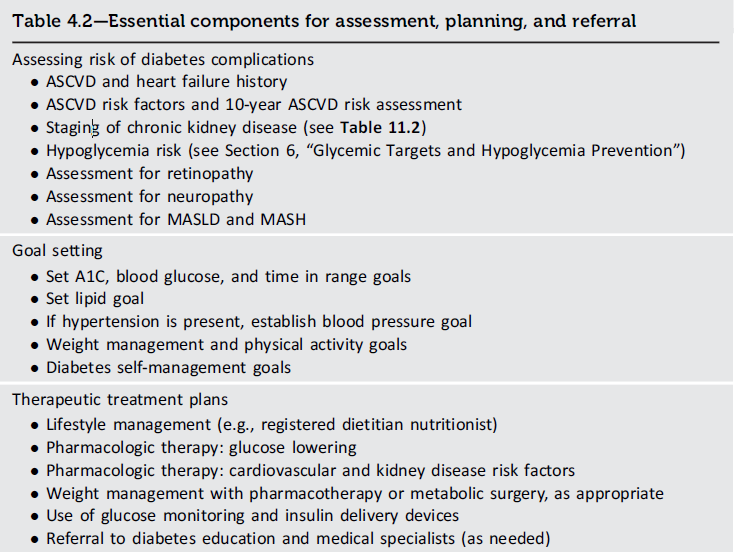 Table 4.2—Essential components for assessment, planning, and referral
Assessing risk of diabetes complications
● ASCVD and heart failure history
● ASCVD risk factors and 10-year ASCVD risk assessment
● Staging of chronic kidney disease (see Table 11.2)
● Hypoglycemia risk (see Section 6, “Glycemic Targets and Hypoglycemia Prevention”)
● Assessment for retinopathy
● Assessment for neuropathy
● Assessment for MASLD and MASH
Goal setting
● Set A1C, blood glucose, and time in range goals
● Set lipid goal
● If hypertension is present, establish blood pressure goal
● Weight management and physical activity goals
● Diabetes self-management goals
Therapeutic treatment plans
● Lifestyle management (e.g., registered dietitian nutritionist)
● Pharmacologic therapy: glucose lowering
● Pharmacologic therapy: cardiovascular and kidney disease risk factors
● Weight management with pharmacotherapy or metabolic surgery, as appropriate
● Use of glucose monitoring and insulin delivery devices
● Referral to diabetes education and medical specialists (as needed)